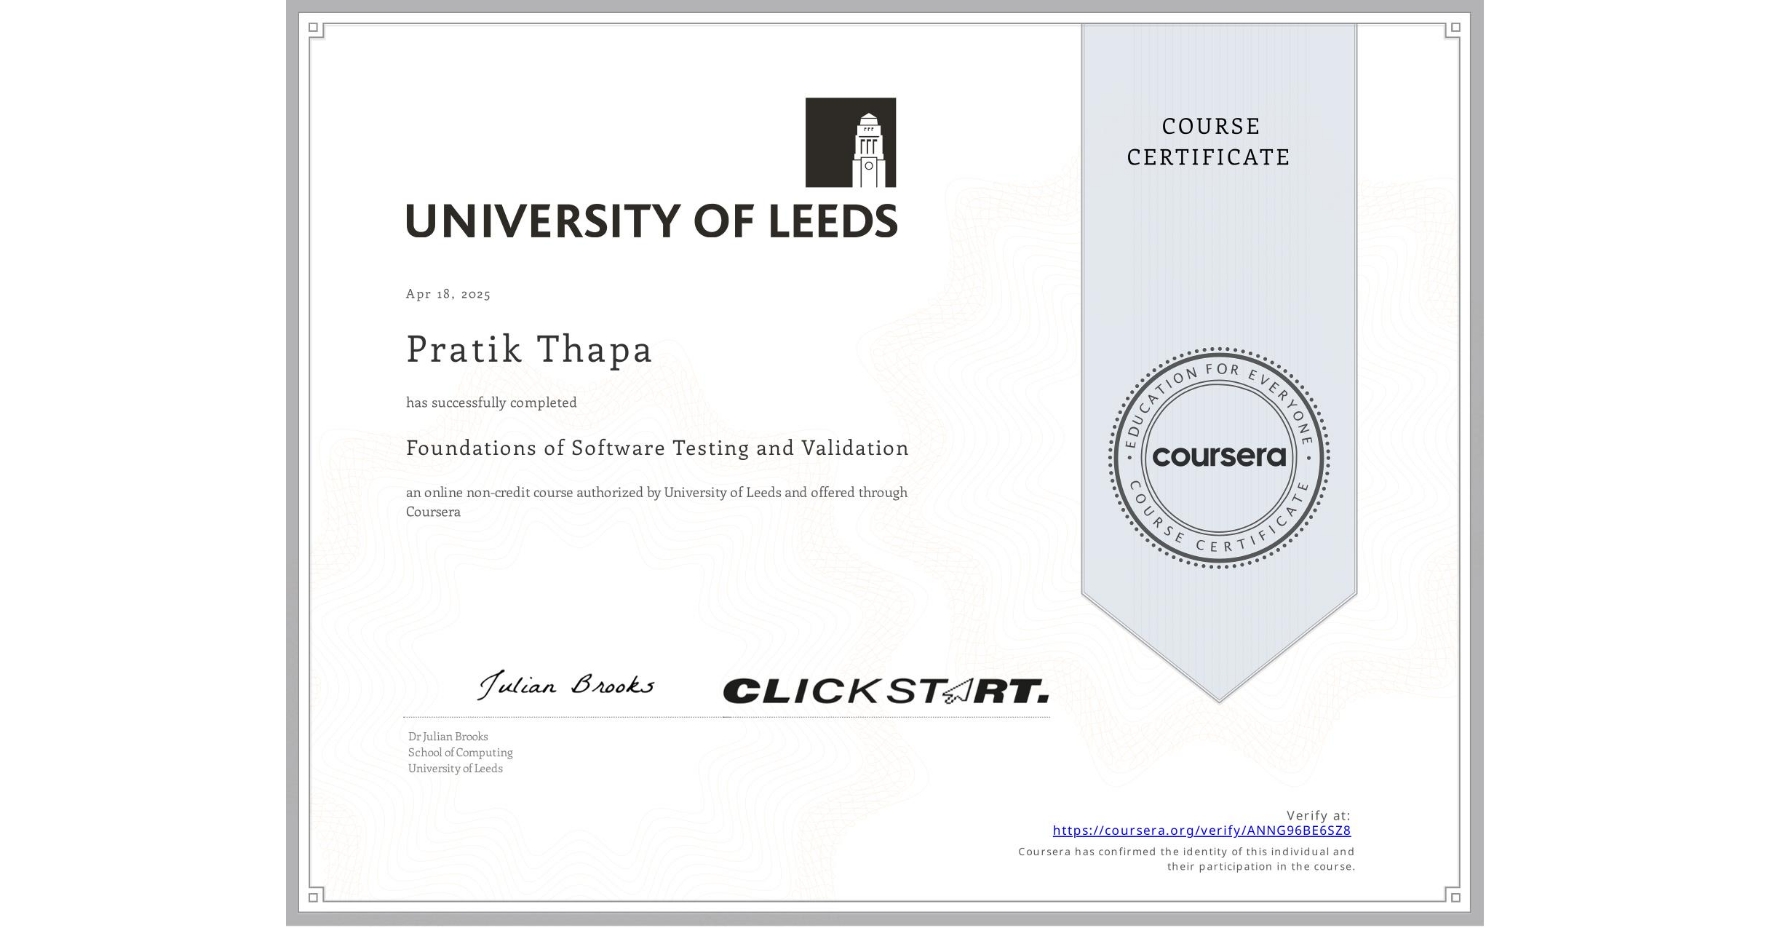 COURSE
CERTIFICATE
UNIVERSITY OF LEEDS
Apr 18, 2025
Pratik Thapa
has successfully completed
Foundations of Software Testing and Validation
an online non-credit course authorized by University of Leeds and offered through
Coursera
EDUCATION FOR EVERYONE
coursera
COURSE CERTIFICATE
Julian Brooks
CLICKSTART.
Dr Julian Brooks
School of Computing
University of Leeds
Verify at:
https://coursera.org/verify/ANNG96BE6SZ8
Coursera has confirmed the identity of this individual and
their participation in the course.